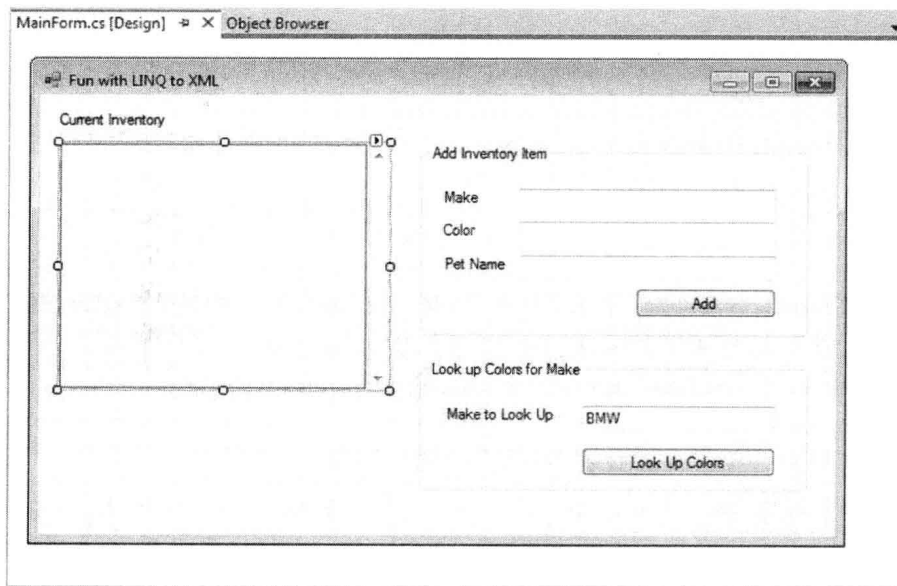 MainForm.cs [Design] Object Browser
Fun with LINQ to XML
Current Inventory
Add Inventory Item
Make
Color
Pet Name
Add
Look up Colors for Make
Make to Look Up BMW
Look Up Colors